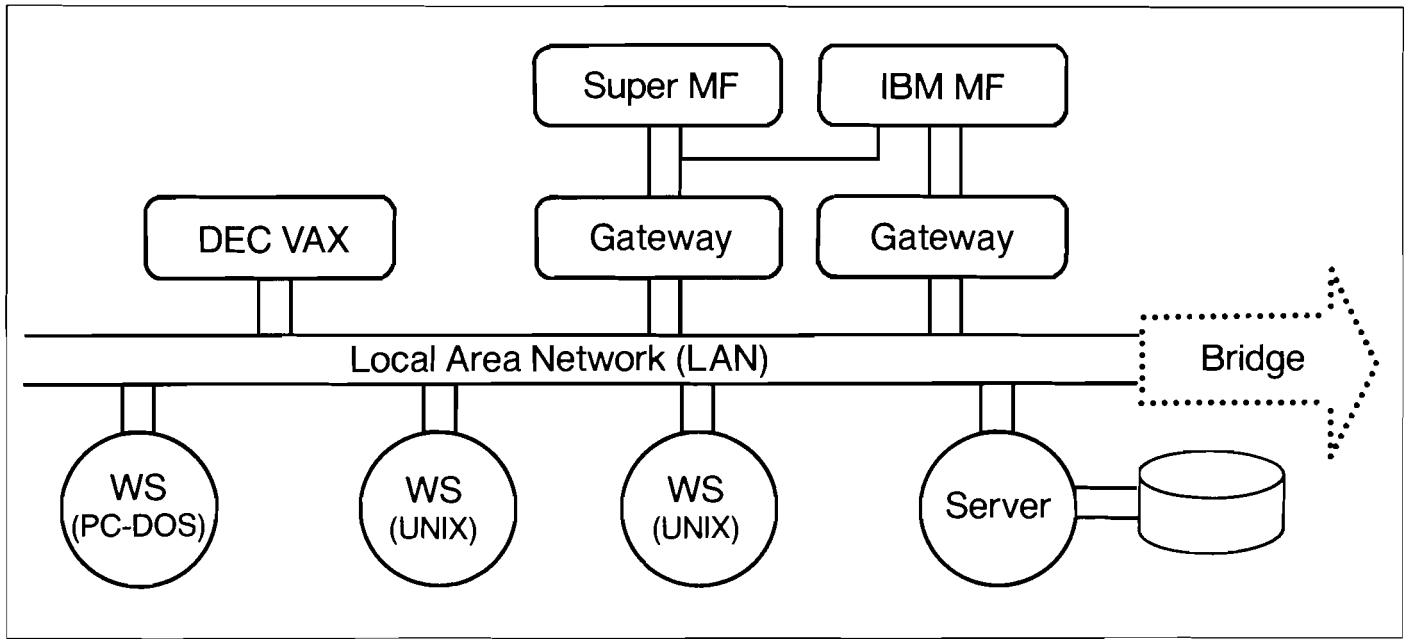 Super MF
IBM MF
DEC VAX
Gateway
Gateway
Local Area Network (LAN)
Bridge
WS
(PC-DOS)
WS
(UNIX)
WS
(UNIX)
Server